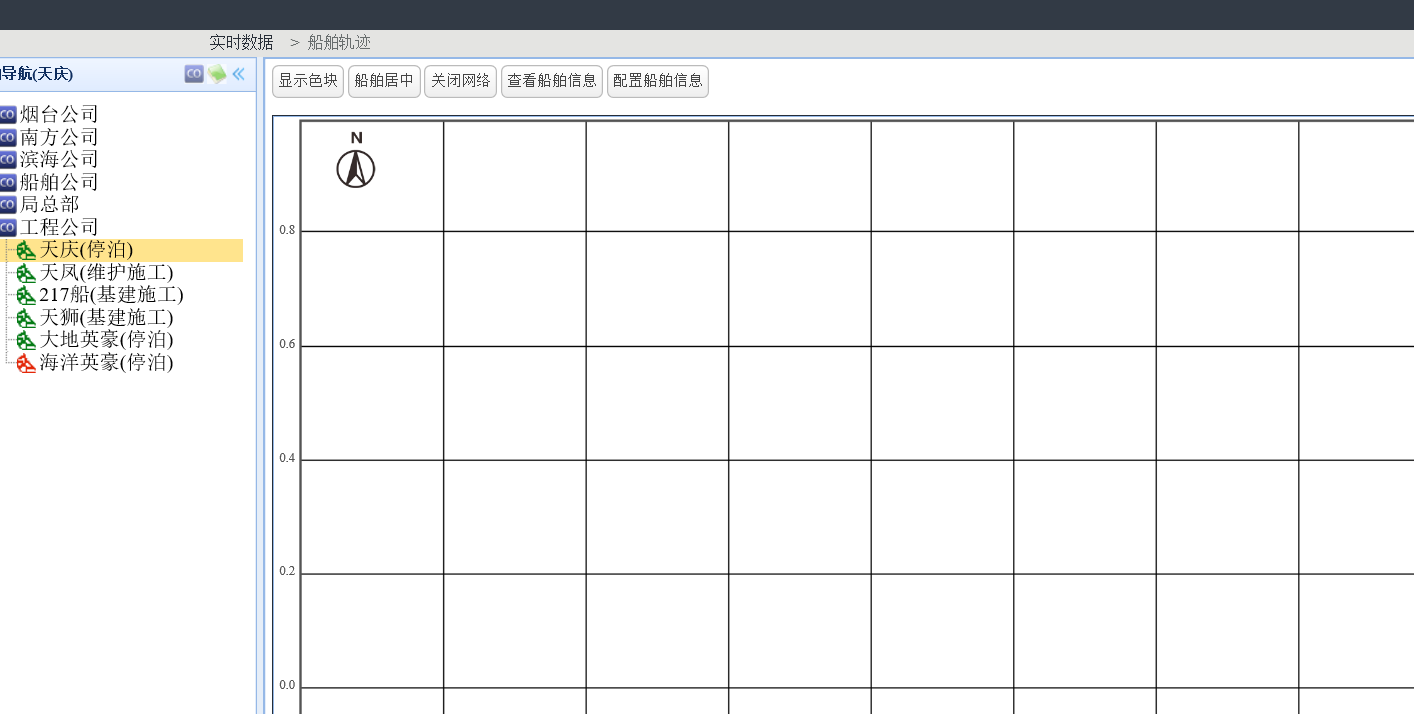 实时数据 > 船舶轨迹
导航(天庆) CO
显示色块 船舶居中 关闭网络 查看船舶信息 配置船舶信息
CO 烟台公司
CO 南方公司
CO 滨海公司
CO 船舶公司
CO 局总部
CO 工程公司
天庆(停泊)
天凤(维护施工)
217船(基建施工)
天狮(基建施工)
大地英豪(停泊)
海洋英豪(停泊)
N
0.8
0.6
0.4
0.2
0.0